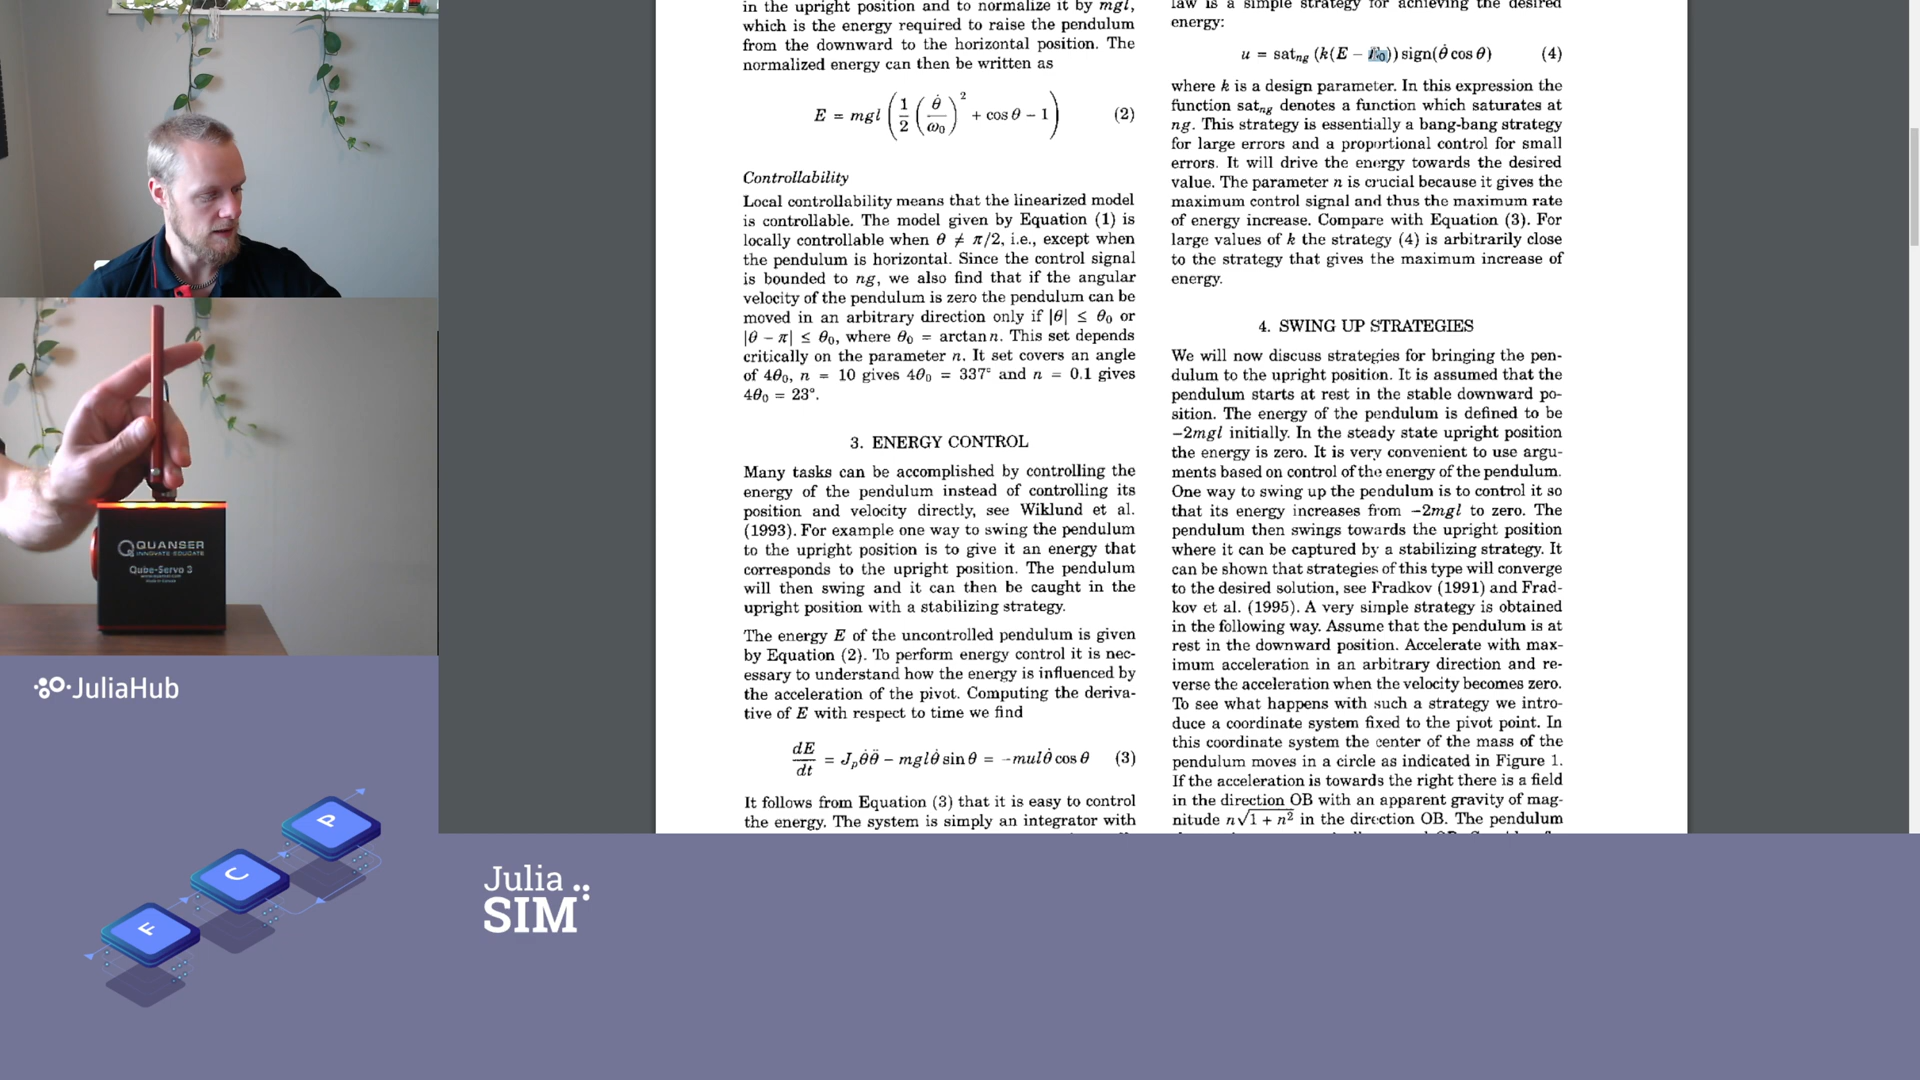 in the upright position and to normalize it by mgl,
which is the energy required to raise the pendulum
from the downward to the horizontal position. The
normalized energy can then be written as
E = mgl ( 1/2 ( θ̇/ω₀ )² + cos θ − 1 ) (2)
Controllability
Local controllability means that the linearized model
is controllable. The model given by Equation (1) is
locally controllable when θ ≠ π/2, i.e., except when
the pendulum is horizontal. Since the control signal
is bounded to ng, we also find that if the angular
velocity of the pendulum is zero the pendulum can be
moved in an arbitrary direction only if |θ| ≤ θ₀ or
|θ − π| ≤ θ₀, where θ₀ = arctan n. This set depends
critically on the parameter n. It set covers an angle
of 4θ₀, n = 10 gives 4θ₀ = 337° and n = 0.1 gives
4θ₀ = 23°.
3. ENERGY CONTROL
Many tasks can be accomplished by controlling the
energy of the pendulum instead of controlling its
position and velocity directly, see Wiklund et al.
(1993). For example one way to swing the pendulum
to the upright position is to give it an energy that
corresponds to the upright position. The pendulum
will then swing and it can then be caught in the
upright position with a stabilizing strategy.
The energy E of the uncontrolled pendulum is given
by Equation (2). To perform energy control it is nec-
essary to understand how the energy is influenced by
the acceleration of the pivot. Computing the deriva-
tive of E with respect to time we find
dE/dt = Jₚθ̇θ̈ − mglθ̇ sin θ = −mulθ̇ cos θ (3)
It follows from Equation (3) that it is easy to control
the energy. The system is simply an integrator with
law is a simple strategy for achieving the desired
energy:
u = sat_ng (k(E − E₀)) sign(θ̇ cos θ) (4)
where k is a design parameter. In this expression the
function sat_ng denotes a function which saturates at
ng. This strategy is essentially a bang-bang strategy
for large errors and a proportional control for small
errors. It will drive the energy towards the desired
value. The parameter n is crucial because it gives the
maximum control signal and thus the maximum rate
of energy increase. Compare with Equation (3). For
large values of k the strategy (4) is arbitrarily close
to the strategy that gives the maximum increase of
energy.
4. SWING UP STRATEGIES
We will now discuss strategies for bringing the pen-
dulum to the upright position. It is assumed that the
pendulum starts at rest in the stable downward po-
sition. The energy of the pendulum is defined to be
−2mgl initially. In the steady state upright position
the energy is zero. It is very convenient to use argu-
ments based on control of the energy of the pendulum.
One way to swing up the pendulum is to control it so
that its energy increases from −2mgl to zero. The
pendulum then swings towards the upright position
where it can be captured by a stabilizing strategy. It
can be shown that strategies of this type will converge
to the desired solution, see Fradkov (1991) and Frad-
kov et al. (1995). A very simple strategy is obtained
in the following way. Assume that the pendulum is at
rest in the downward position. Accelerate with max-
imum acceleration in an arbitrary direction and re-
verse the acceleration when the velocity becomes zero.
To see what happens with such a strategy we intro-
duce a coordinate system fixed to the pivot point. In
this coordinate system the center of the mass of the
pendulum moves in a circle as indicated in Figure 1.
If the acceleration is towards the right there is a field
in the direction OB with an apparent gravity of mag-
nitude n√1 + n² in the direction OB. The pendulum
QUANSER
INNOVATE EDUCATE
Qube-Servo 3
JuliaHub
P
C
F
Julia
SIM